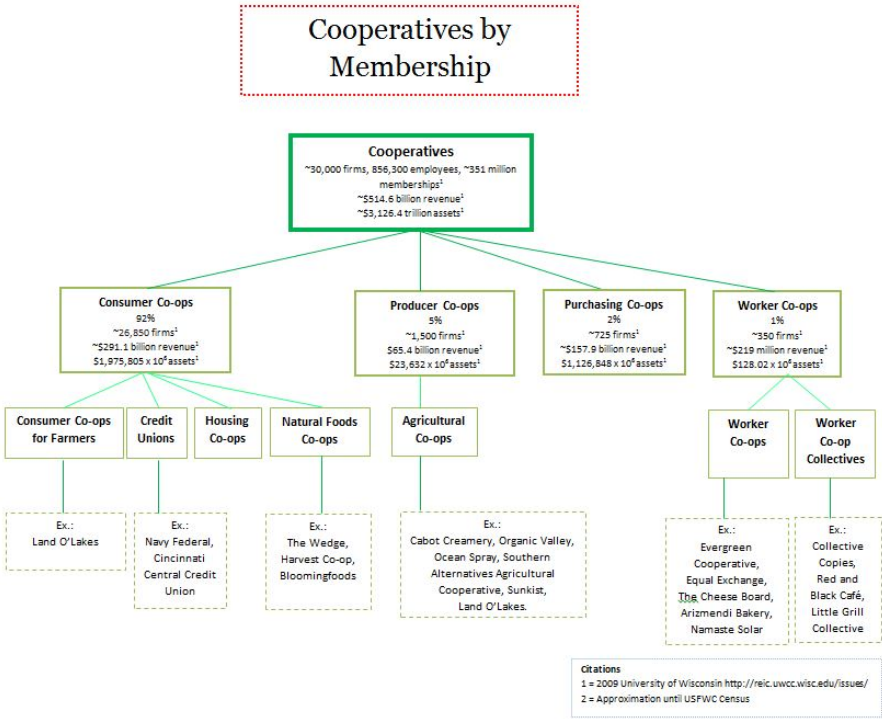 Cooperatives by
Membership
Cooperatives
~30,000 firms, 856,300 employees, ~351 million
memberships¹
~$514.6 billion revenue¹
~$3,126.4 trillion assets¹
Consumer Co-ops
92%
~26,850 firms¹
~$291.1 billion revenue¹
$1,975,805 x 10⁶ assets¹
Producer Co-ops
5%
~1,500 firms¹
$65.4 billion revenue¹
$23,632 x 10⁶ assets¹
Purchasing Co-ops
2%
~725 firms¹
~$157.9 billion revenue¹
$1,126,848 x 10⁶ assets¹
Worker Co-ops
1%
~350 firms¹
~$219 million revenue¹
$128.02 x 10⁶ assets¹
Consumer Co-ops
for Farmers
Credit
Unions
Housing
Co-ops
Natural Foods
Co-ops
Agricultural
Co-ops
Worker
Co-ops
Worker
Co-op
Collectives
Ex.:
Land O'Lakes
Ex.:
Navy Federal,
Cincinnati
Central Credit
Union
Ex.:
The Wedge,
Harvest Co-op,
Bloomingfoods
Ex.:
Cabot Creamery, Organic Valley,
Ocean Spray, Southern
Alternatives Agricultural
Cooperative, Sunkist,
Land O'Lakes.
Ex.:
Evergreen
Cooperative,
Equal Exchange,
The Cheese Board,
Arizmendi Bakery,
Namaste Solar
Ex.:
Collective
Copies,
Red and
Black Café,
Little Grill
Collective
Citations
1 = 2009 University of Wisconsin http://reic.uwcc.wisc.edu/issues/
2 = Approximation until USFWC Census